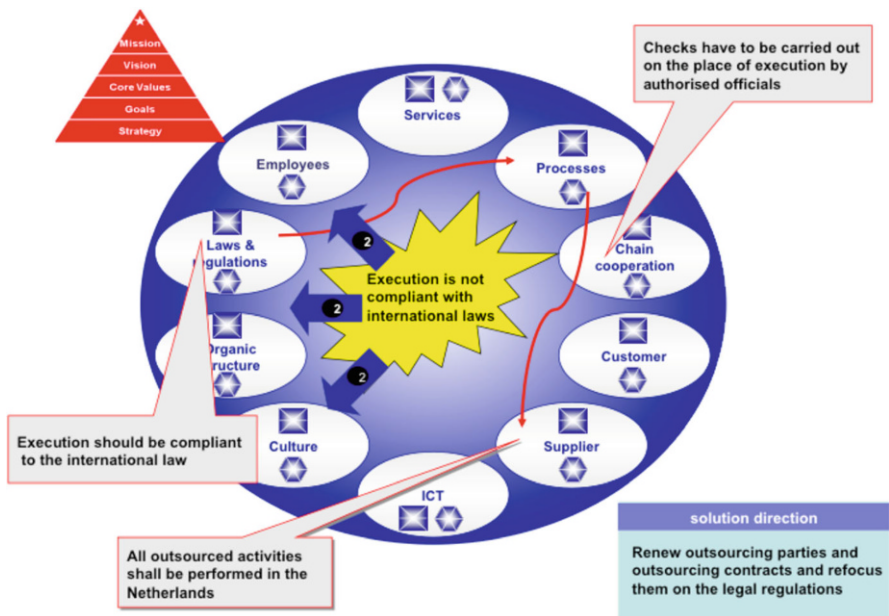 Mission
Vision
Core Values
Goals
Strategy
Checks have to be carried out
on the place of execution by
authorised officials
Services
Employees
Processes
Laws &
regulations
Chain
cooperation
2
2
2
Execution is not
compliant with
international laws
Organic
tructure
Customer
Execution should be compliant
to the international law
Culture
Supplier
ICT
All outsourced activities
shall be performed in the
Netherlands
solution direction
Renew outsourcing parties and
outsourcing contracts and refocus
them on the legal regulations